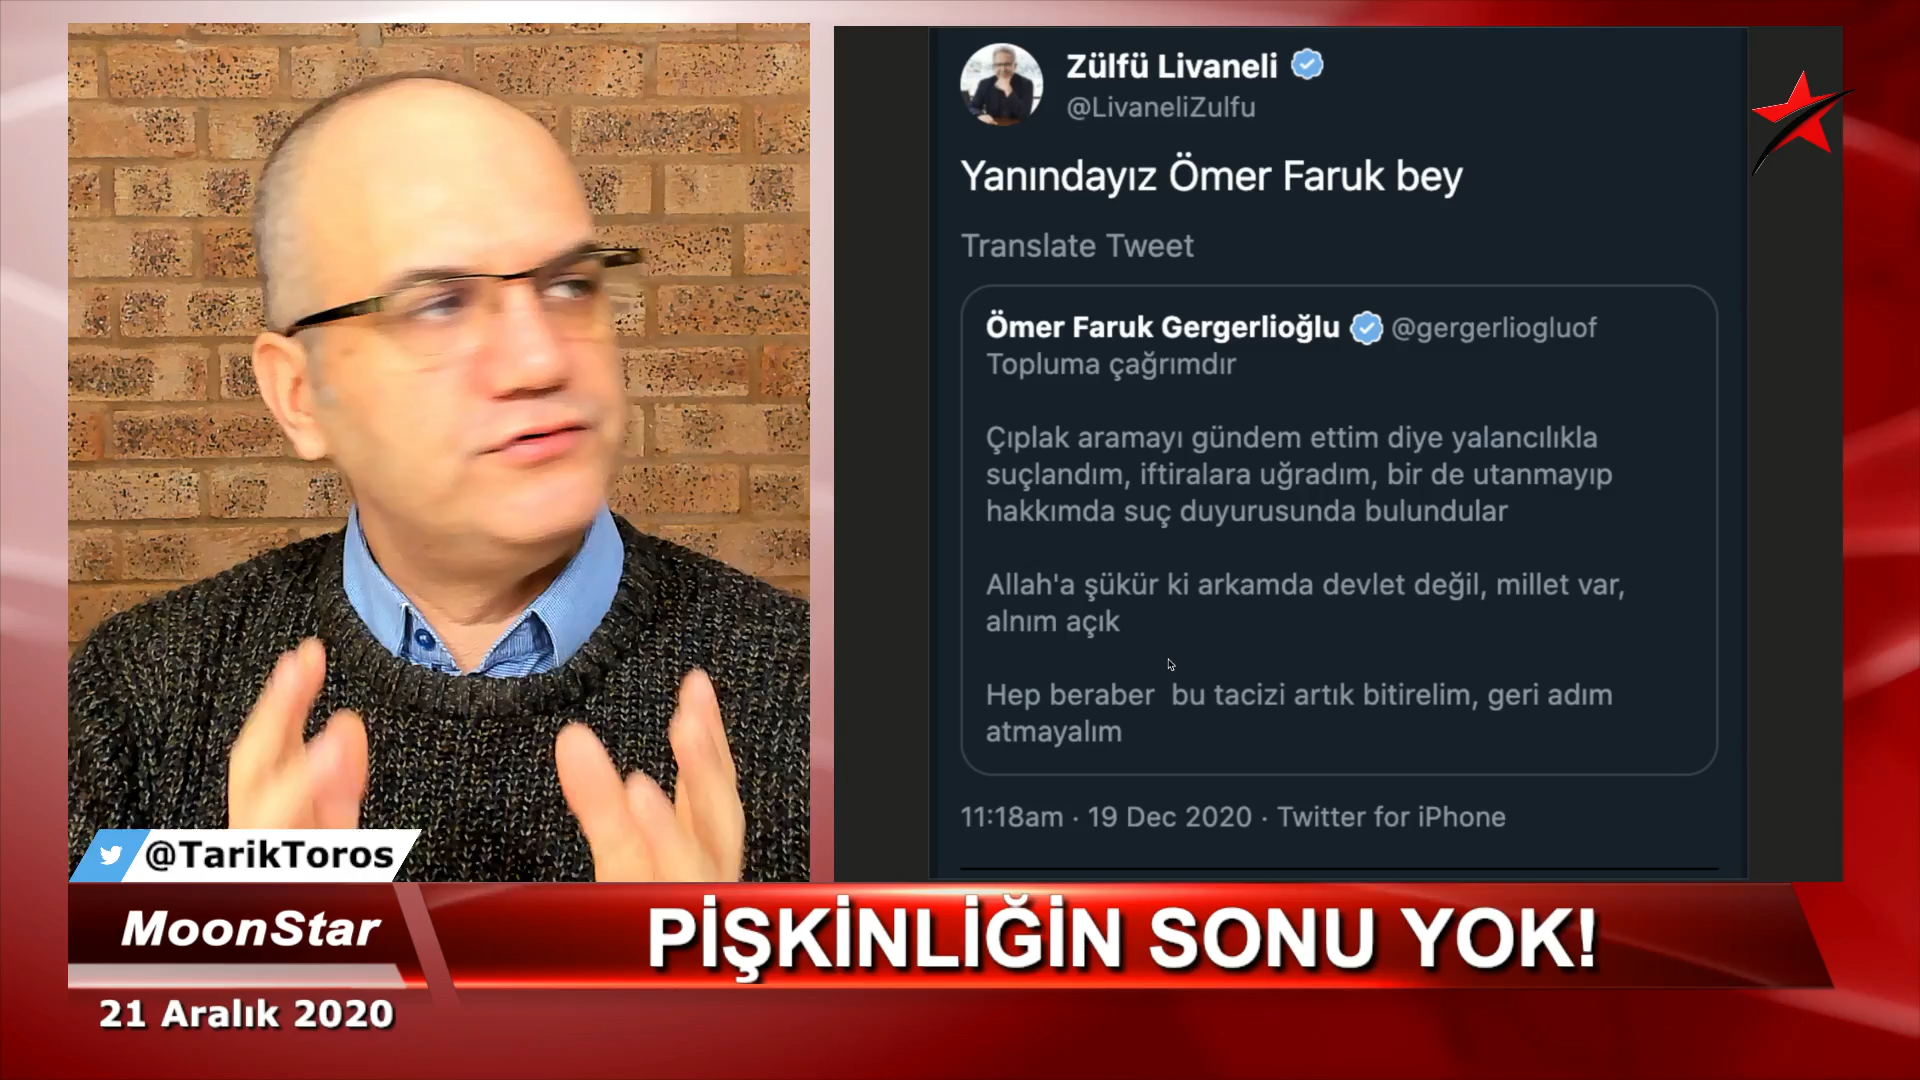 Zülfü Livaneli
@LivaneliZulfu
Yanındayız Ömer Faruk bey
Translate Tweet
Ömer Faruk Gergerlioğlu @gergerliogluof
Topluma çağrımdır
Çıplak aramayı gündem ettim diye yalancılıkla
suçlandım, iftiralara uğradım, bir de utanmayıp
hakkımda suç duyurusunda bulundular
Allah'a şükür ki arkamda devlet değil, millet var,
alnım açık
Hep beraber  bu tacizi artık bitirelim, geri adım
atmayalım
11:18am · 19 Dec 2020 · Twitter for iPhone
@TarikToros
MoonStar
PİŞKİNLİĞİN SONU YOK!
21 Aralık 2020